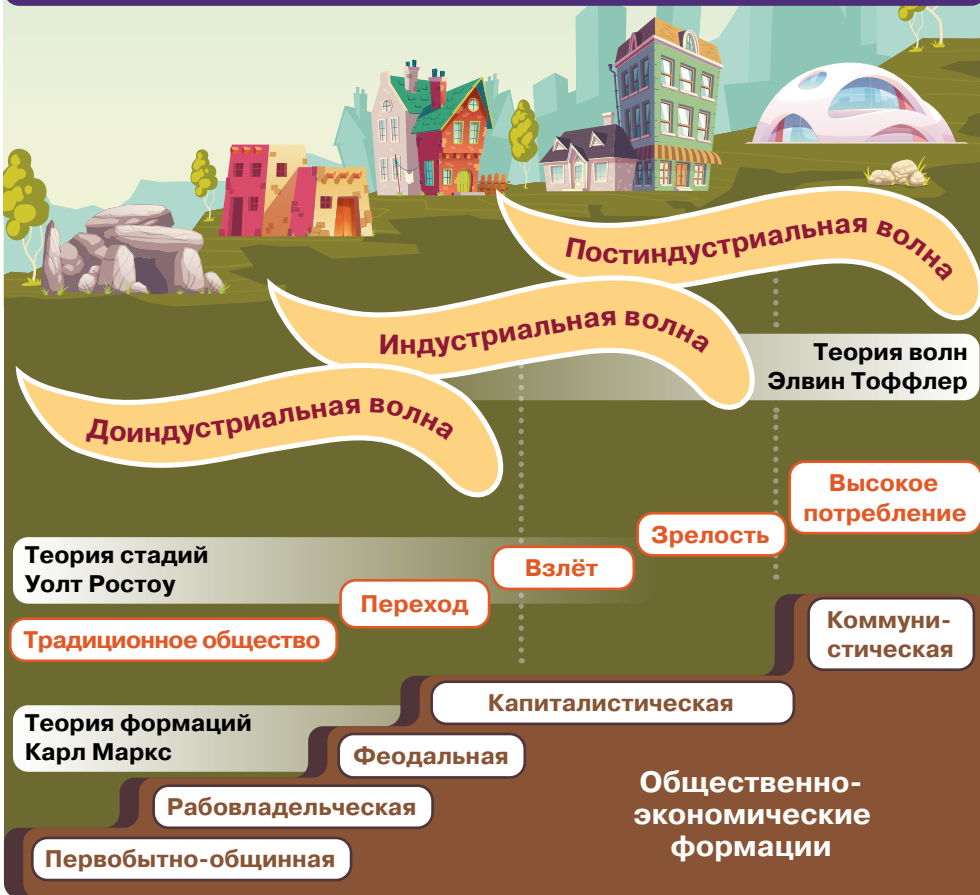 Постиндустриальная волна
Индустриальная волна
Теория волн
Элвин Тоффлер
Доиндустриальная волна
Высокое
потребление
Зрелость
Теория стадий
Уолт Ростоу
Взлёт
Переход
Традиционное общество
Коммуни-
стическая
Капиталистическая
Теория формаций
Карл Маркс
Феодальная
Рабовладельческая
Первобытно-общинная
Общественно-
экономические
формации